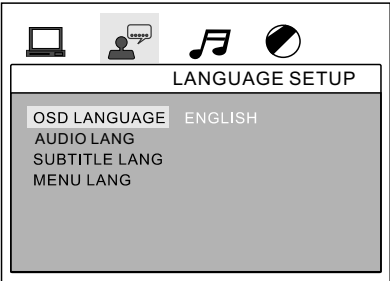 LANGUAGE SETUP
OSD LANGUAGE ENGLISH
AUDIO LANG
SUBTITLE LANG
MENU LANG